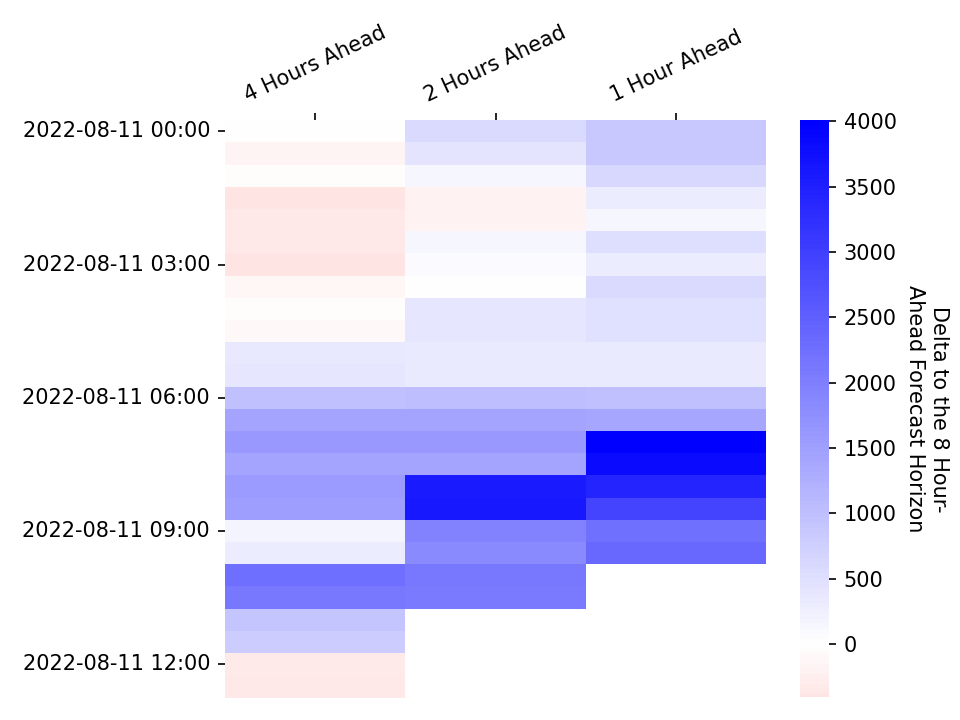 4 Hours Ahead
2 Hours Ahead
1 Hour Ahead
2022-08-11 00:00
2022-08-11 03:00
2022-08-11 06:00
2022-08-11 09:00
2022-08-11 12:00
4000
3500
3000
2500
2000
1500
1000
500
0
Delta to the 8 Hour-
Ahead Forecast Horizon